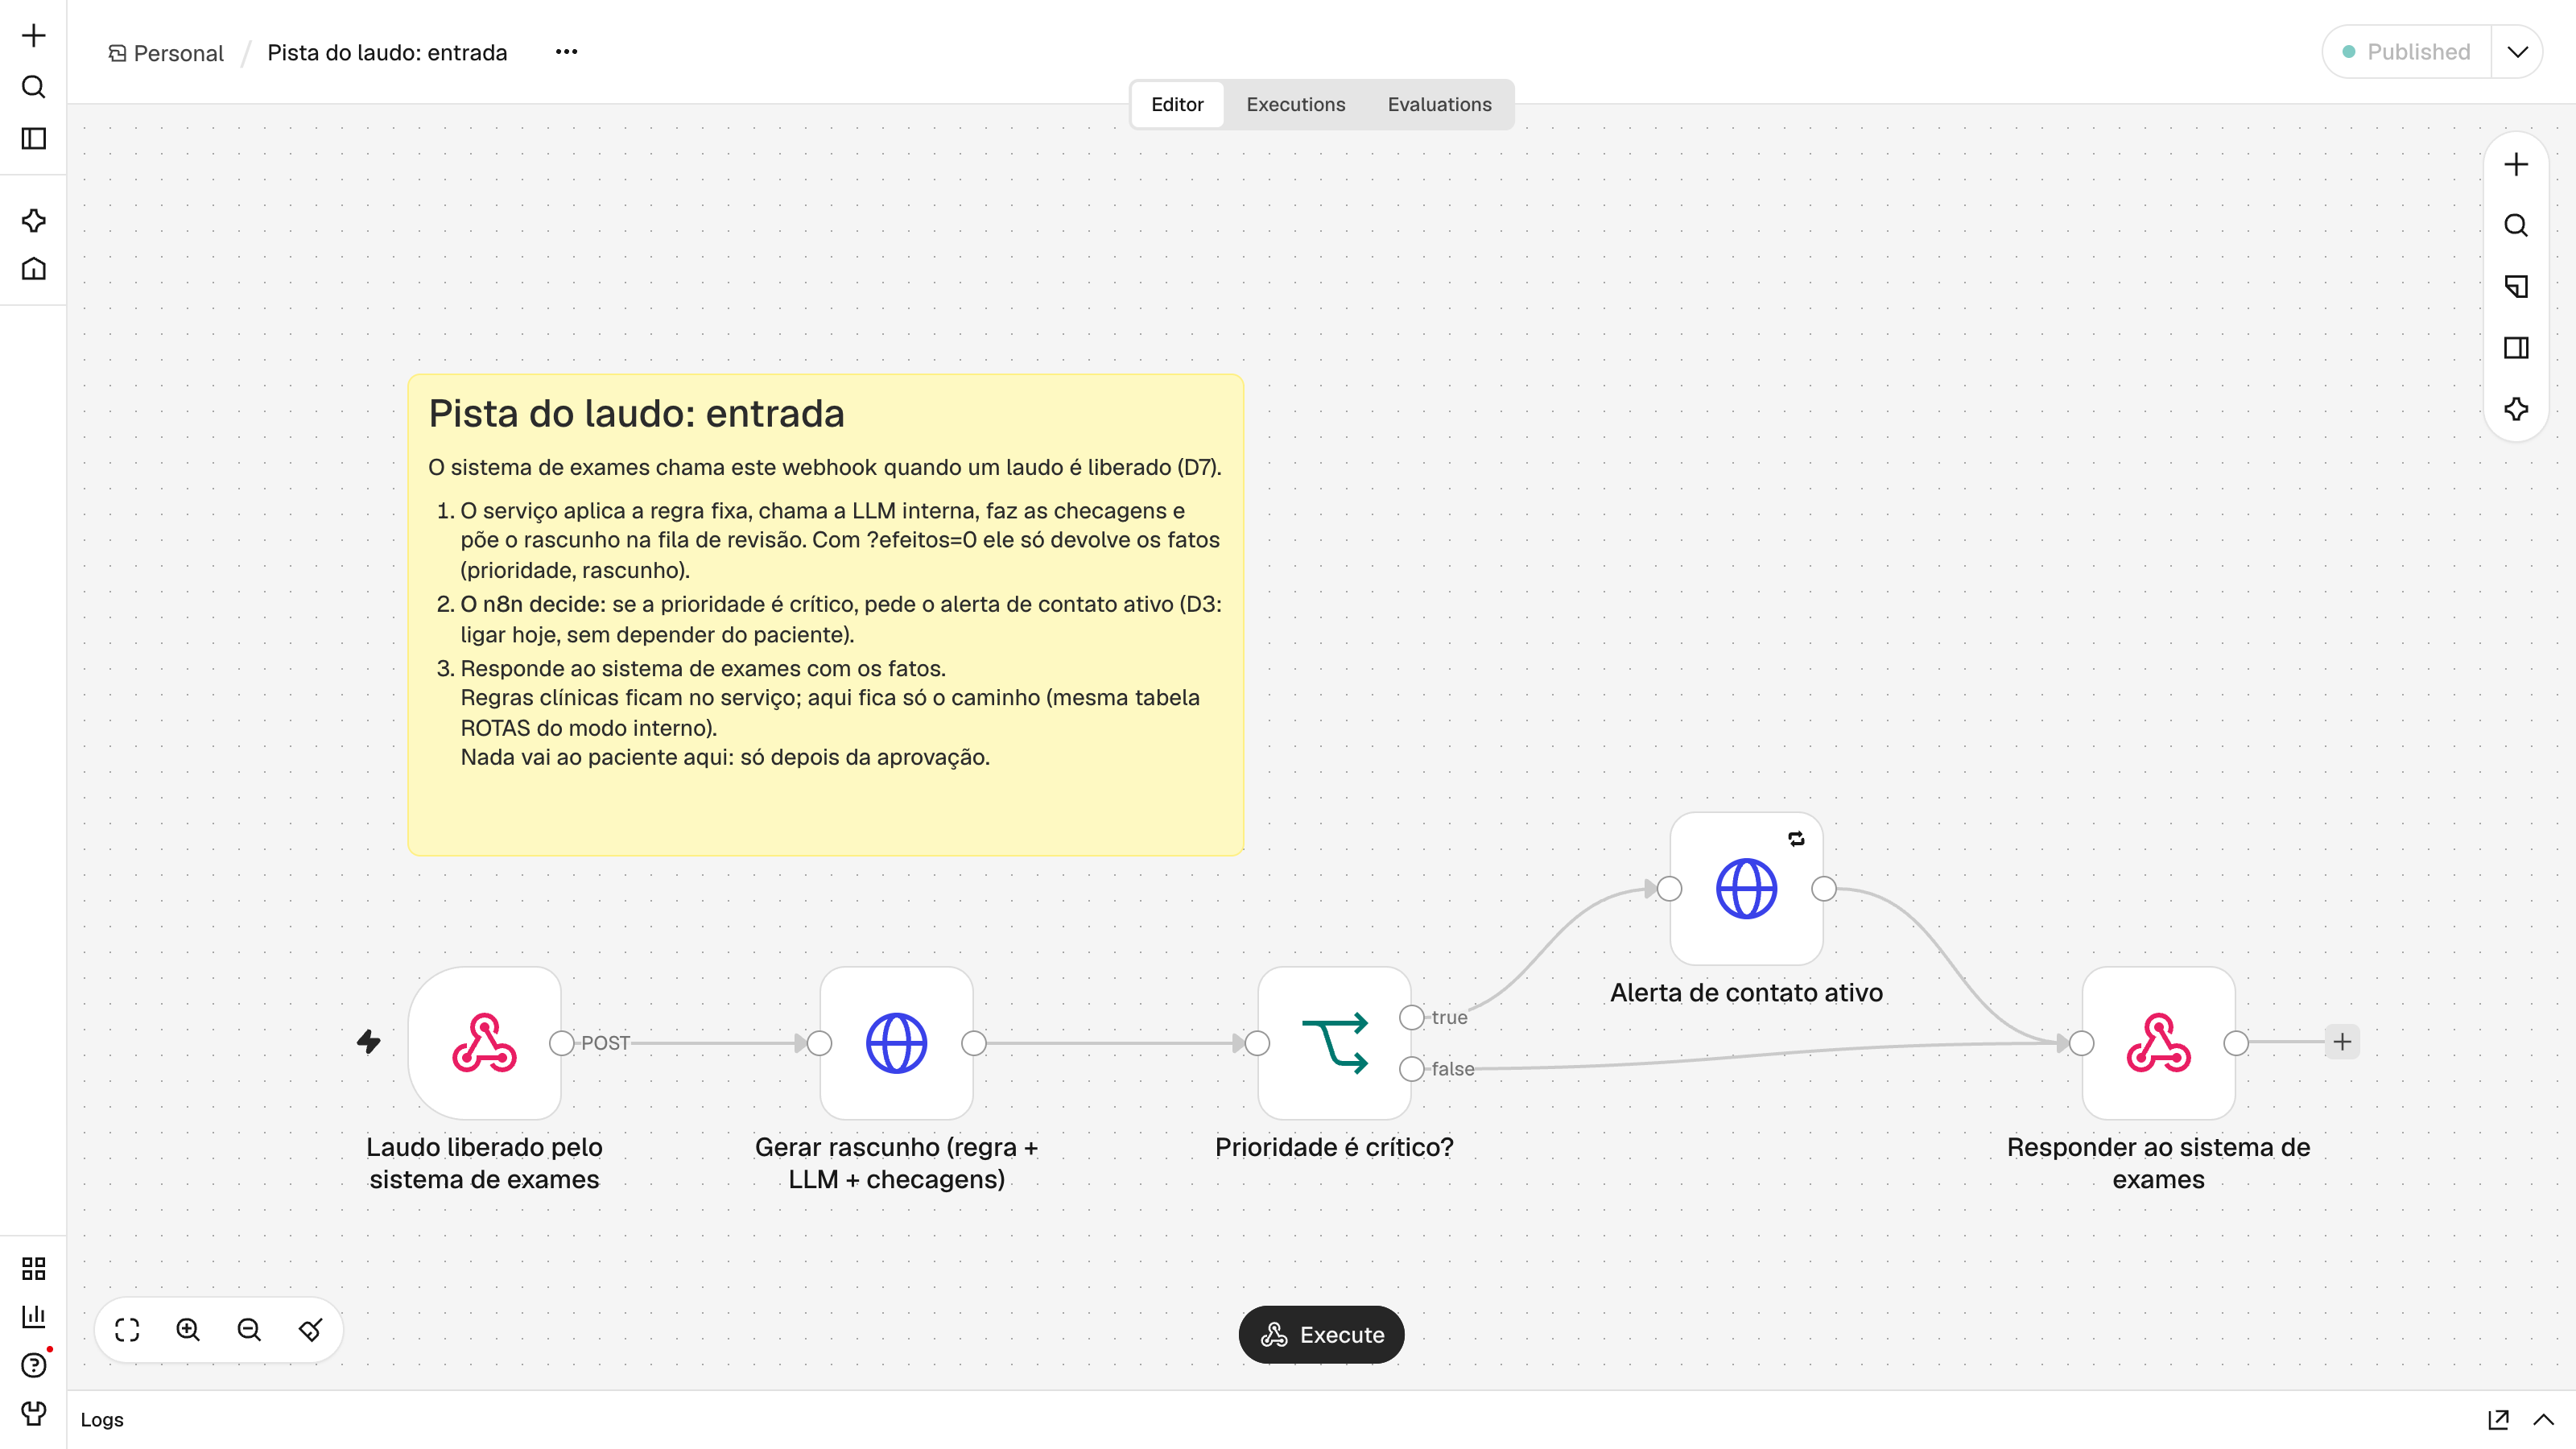 Personal / Pista do laudo: entrada
Published
Editor Executions Evaluations
Pista do laudo: entrada
O sistema de exames chama este webhook quando um laudo é liberado (D7).
1. O serviço aplica a regra fixa, chama a LLM interna, faz as checagens e
põe o rascunho na fila de revisão. Com ?efeitos=0 ele só devolve os fatos
(prioridade, rascunho).
2. O n8n decide: se a prioridade é crítico, pede o alerta de contato ativo (D3:
ligar hoje, sem depender do paciente).
3. Responde ao sistema de exames com os fatos.
Regras clínicas ficam no serviço; aqui fica só o caminho (mesma tabela
ROTAS do modo interno).
Nada vai ao paciente aqui: só depois da aprovação.
POST
true
false
Alerta de contato ativo
Laudo liberado pelo
sistema de exames
Gerar rascunho (regra +
LLM + checagens)
Prioridade é crítico?
Responder ao sistema de
exames
Execute
Logs